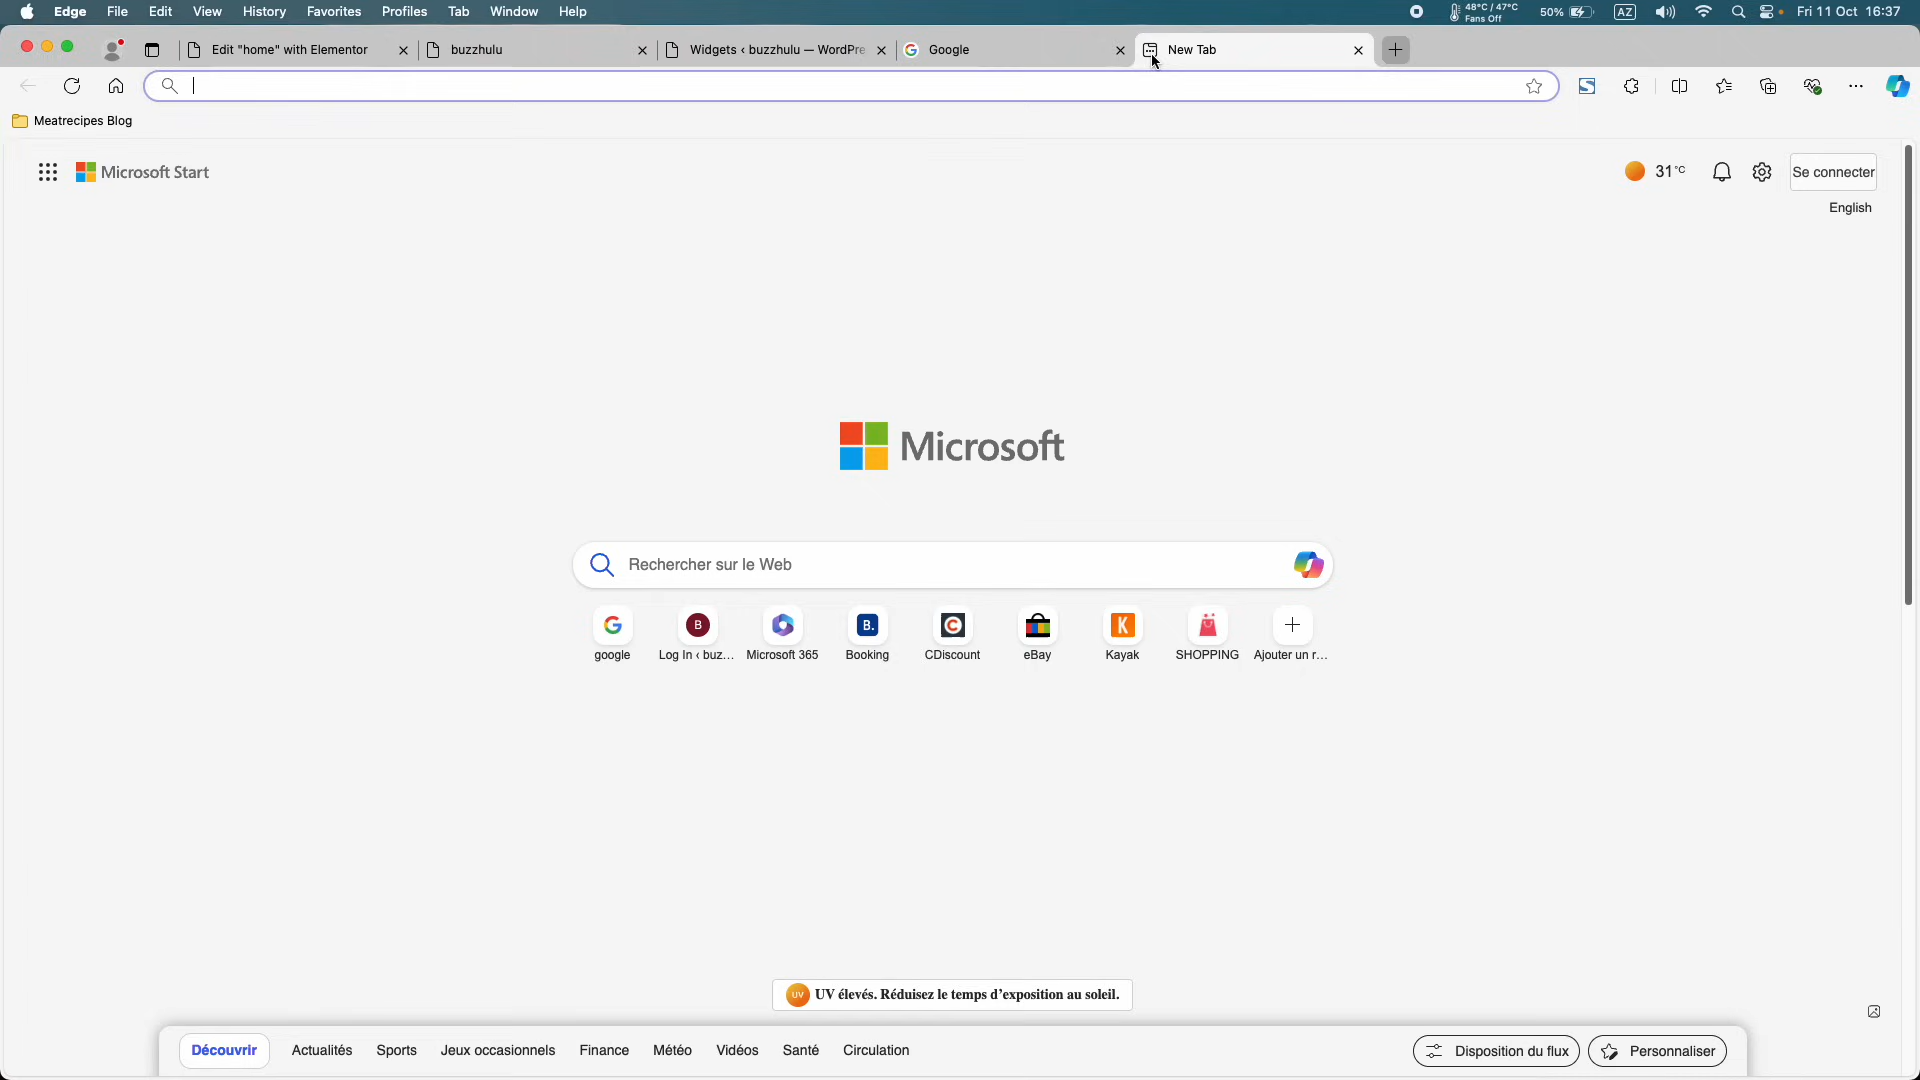 Edge File Edit View History Favorites Profiles Tab Window Help 48°C / 47°C Fans Off 50% AZ Fri 11 Oct 16:37
Edit "home" with Elementor buzzhulu Widgets ‹ buzzhulu — WordPre Google New Tab
Meatrecipes Blog
Microsoft Start 31°C Se connecter
English
Microsoft
Rechercher sur le Web
google Log In ‹ buz... Microsoft 365 Booking CDiscount eBay Kayak SHOPPING Ajouter un r...
UV UV élevés. Réduisez le temps d’exposition au soleil.
Découvrir Actualités Sports Jeux occasionnels Finance Météo Vidéos Santé Circulation Disposition du flux Personnaliser